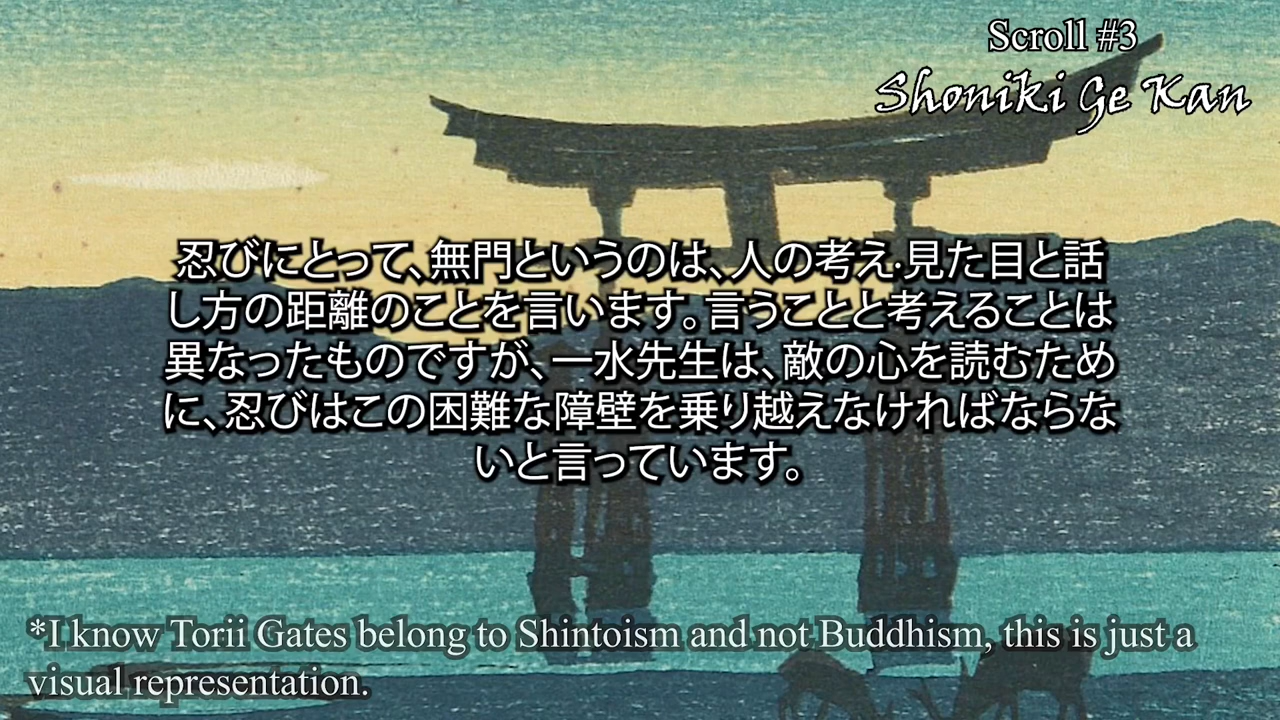 Scroll #3
Shoniki Ge Kan
忍びにとって、無門というのは、人の考え·見た目と話
し方の距離のことを言います。言うことと考えることは
異なったものですが、一水先生は、敵の心を読むため
に、忍びはこの困難な障壁を乗り越えなければならな
いと言っています。
*I know Torii Gates belong to Shintoism and not Buddhism, this is just a
visual representation.